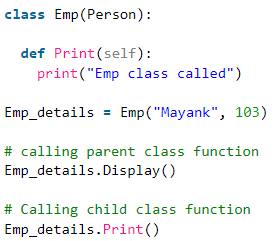 class Emp(Person):
def Print(self):
print("Emp class called")
Emp_details = Emp("Mayank", 103)
# calling parent class function
Emp_details.Display()
# Calling child class function
Emp_details.Print()